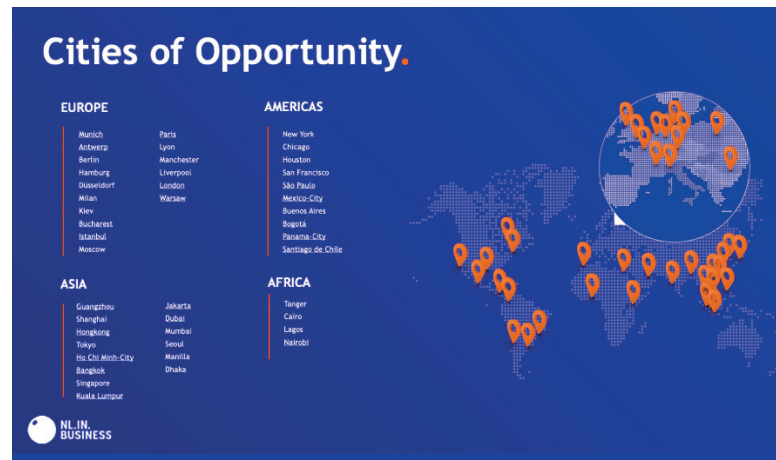 Cities of Opportunity.
EUROPE
Munich
Antwerp
Berlin
Hamburg
Düsseldorf
Milan
Kiev
Bucharest
Istanbul
Moscow
Paris
Lyon
Manchester
Liverpool
London
Warsaw
AMERICAS
New York
Chicago
Houston
San Francisco
São Paulo
Mexico-City
Buenos Aires
Bogotá
Panama-City
Santiago de Chile
ASIA
Guangzhou
Shanghai
Hongkong
Tokyo
Ho Chi Minh-City
Bangkok
Singapore
Kuala Lumpur
Jakarta
Dubai
Mumbai
Seoul
Manilla
Dhaka
AFRICA
Tanger
Caïro
Lagos
Nairobi
NL.IN.
BUSINESS